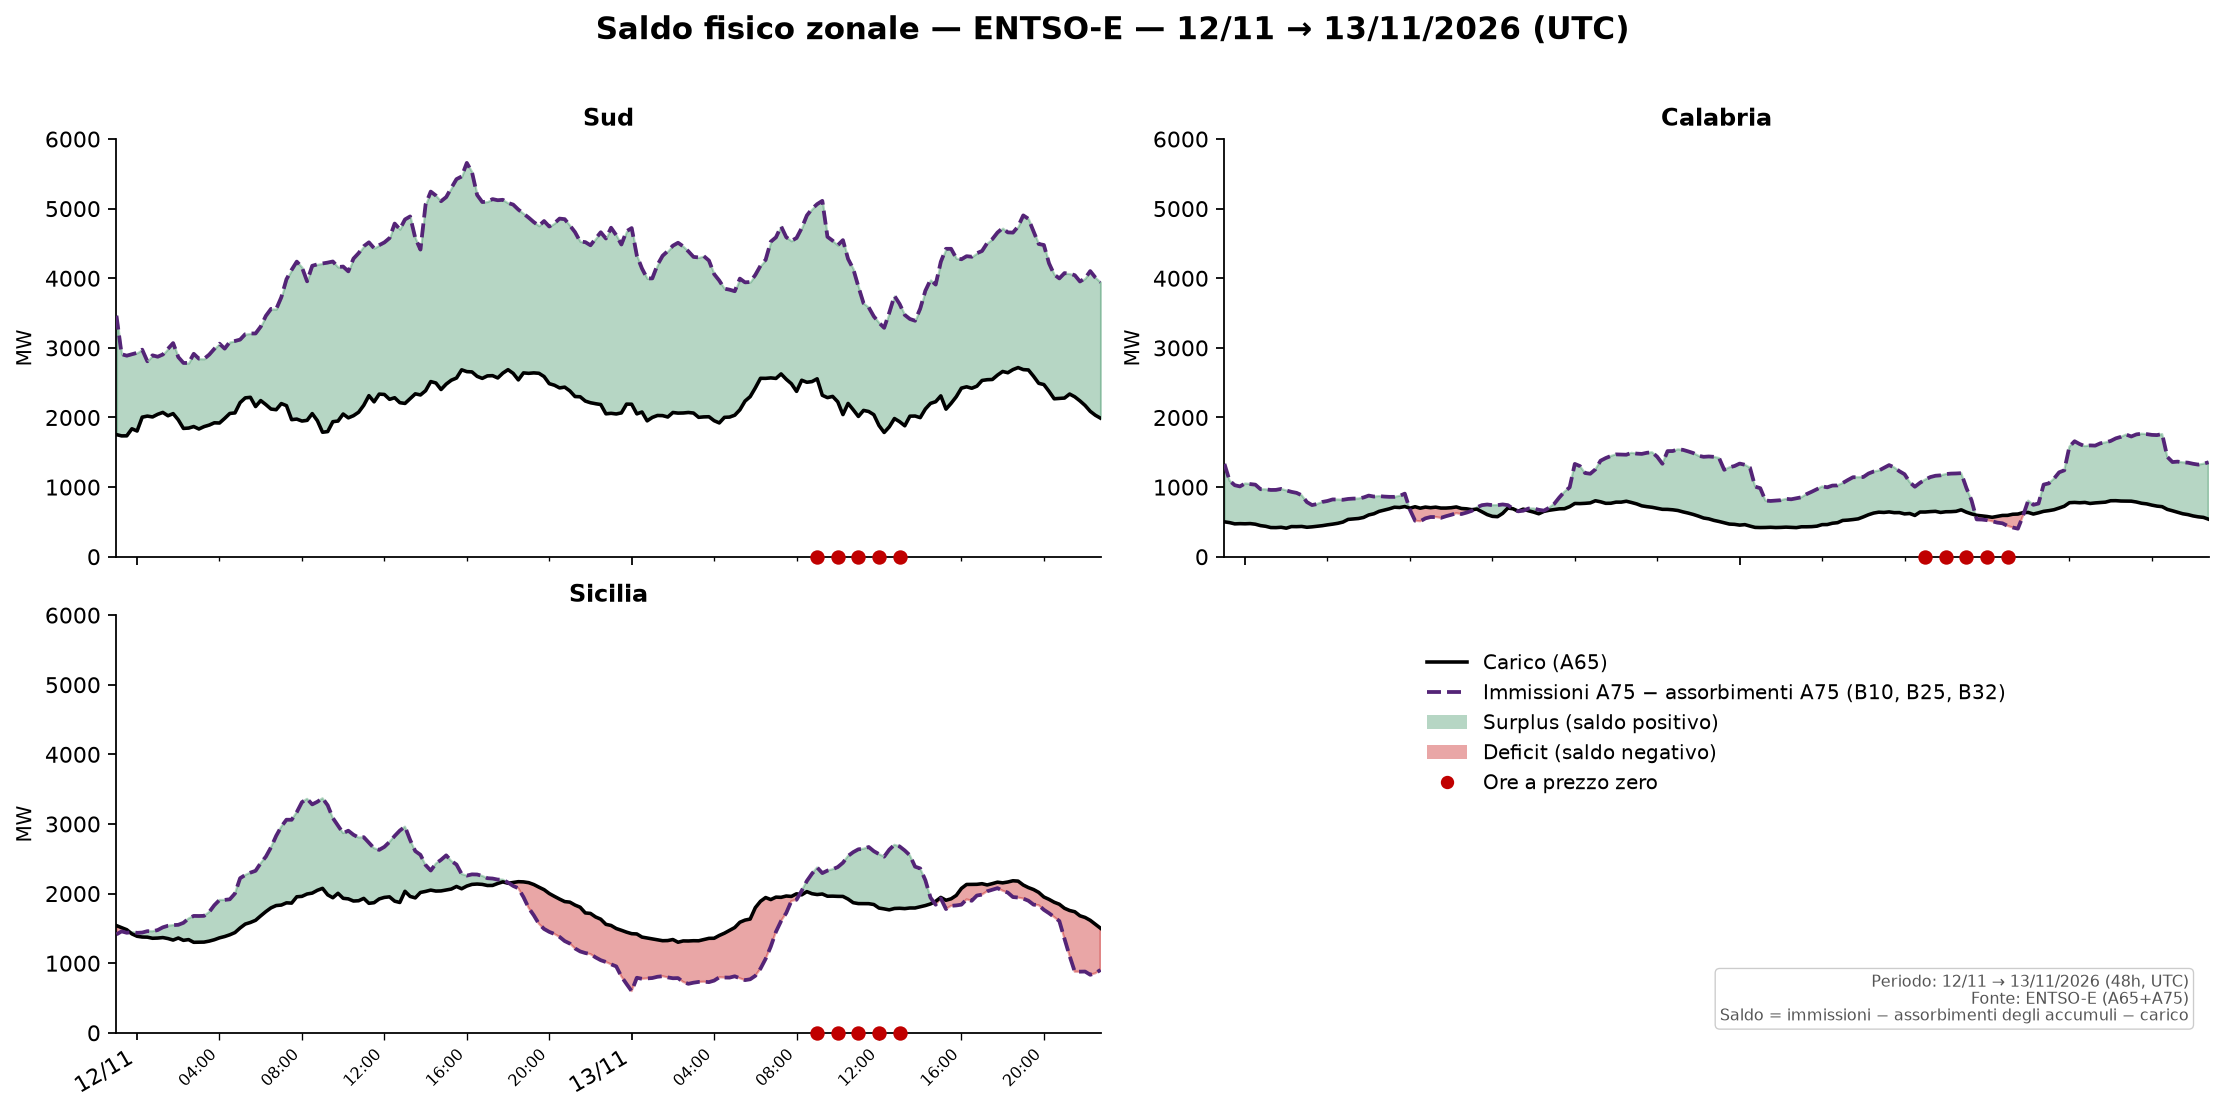 Saldo fisico zonale — ENTSO-E — 12/11 → 13/11/2026 (UTC)
Sud
6000
5000
4000
3000
2000
1000
0
MW
Calabria
6000
5000
4000
3000
2000
1000
0
MW
Sicilia
6000
5000
4000
3000
2000
1000
0
MW
12/11
04:00
08:00
12:00
16:00
20:00
13/11
04:00
08:00
12:00
16:00
20:00
Carico (A65)
Immissioni A75 − assorbimenti A75 (B10, B25, B32)
Surplus (saldo positivo)
Deficit (saldo negativo)
Ore a prezzo zero
Periodo: 12/11 → 13/11/2026 (48h, UTC)
Fonte: ENTSO-E (A65+A75)
Saldo = immissioni − assorbimenti degli accumuli − carico